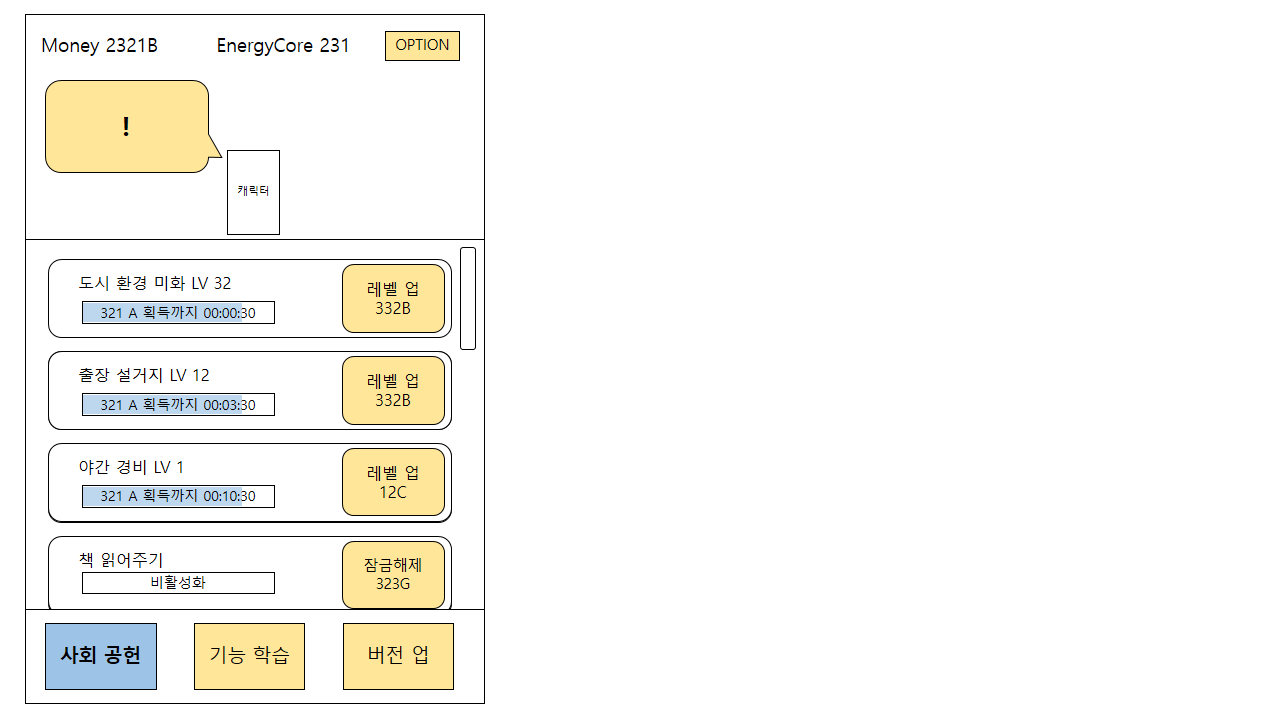 Money 2321B EnergyCore 231 OPTION
!
캐릭터
도시 환경 미화 LV 32
321 A 획득까지 00:00:30
레벨 업
332B
출장 설거지 LV 12
321 A 획득까지 00:03:30
레벨 업
332B
야간 경비 LV 1
321 A 획득까지 00:10:30
레벨 업
12C
책 읽어주기
비활성화
잠금해제
323G
사회 공헌 기능 학습 버전 업